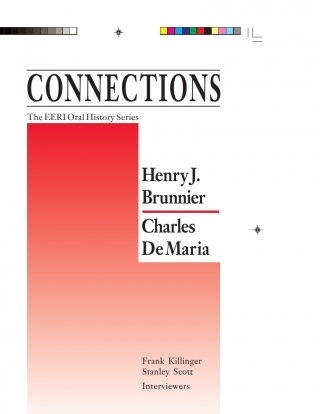 CONNECTIONS
The EERI Oral History Series
Henry J.
Brunnier
Charles
De Maria
Frank Killinger
Stanley Scott
Interviewers